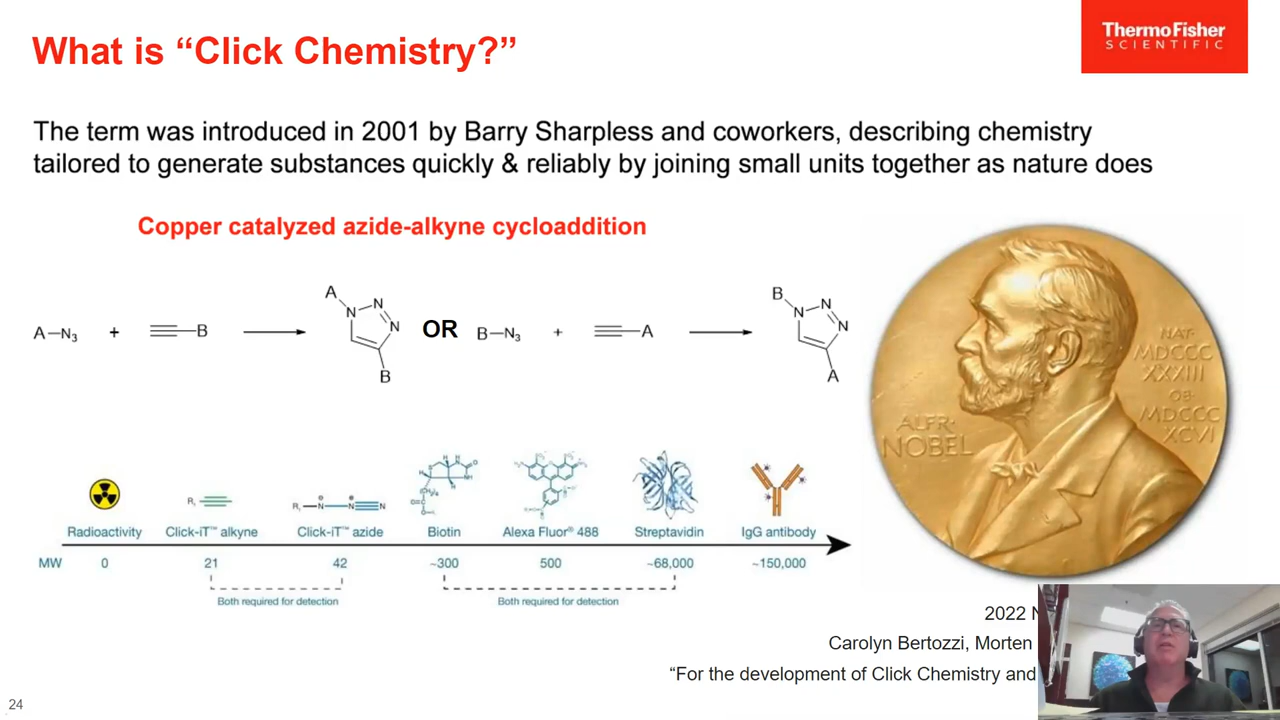 What is “Click Chemistry?”
ThermoFisher
SCIENTIFIC
The term was introduced in 2001 by Barry Sharpless and coworkers, describing chemistry
tailored to generate substances quickly & reliably by joining small units together as nature does
Copper catalyzed azide-alkyne cycloaddition
A—N₃ + B A N N N B OR B—N₃ + A B N N N A
ALFR·
NOBEL
NAT·
MDCCC
XXXIII
OB·
MDCCC
XCVI
Radioactivity Click-iT™ alkyne Click-iT™ azide Biotin Alexa Fluor® 488 Streptavidin IgG antibody
MW 0 21 42 ~300 500 ~68,000 ~150,000
Both required for detection Both required for detection
2022
Carolyn Bertozzi, Morten
“For the development of Click Chemistry and
24